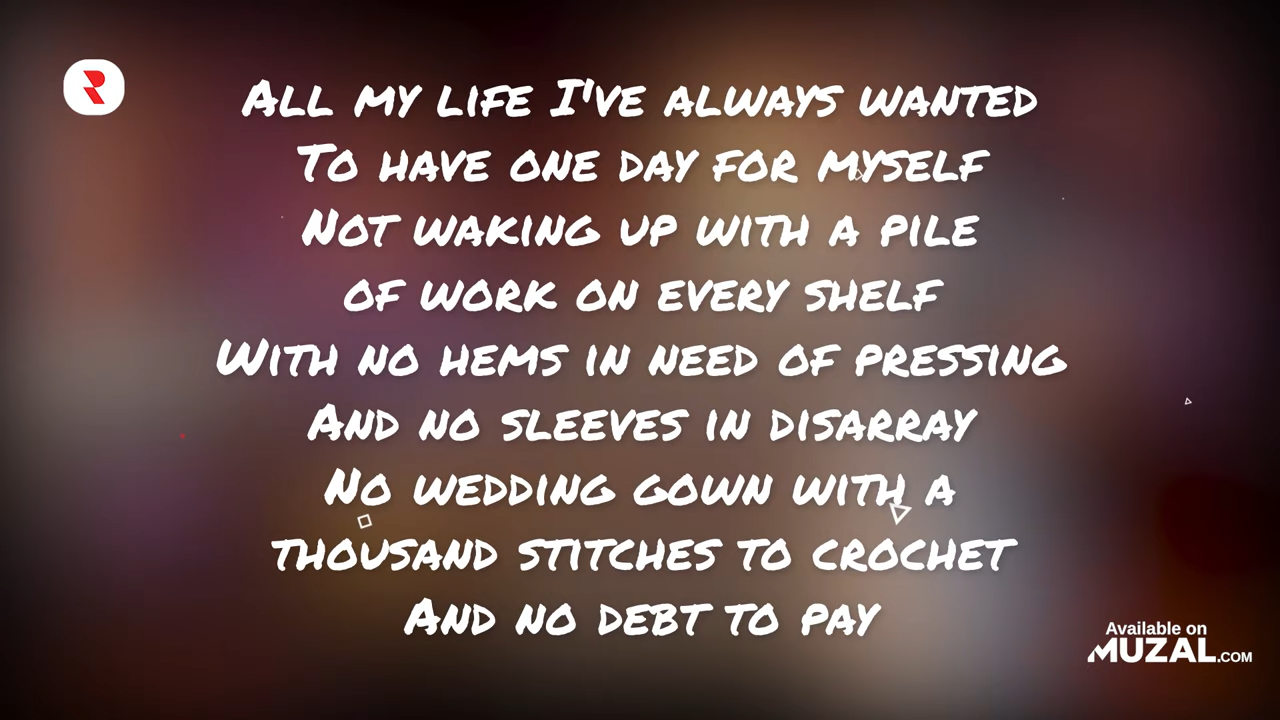 All my life I've always wanted
To have one day for myself
Not waking up with a pile
of work on every shelf
With no hems in need of pressing
And no sleeves in disarray
No wedding gown with a
thousand stitches to crochet
And no debt to pay
Available on
MUZAL.COM